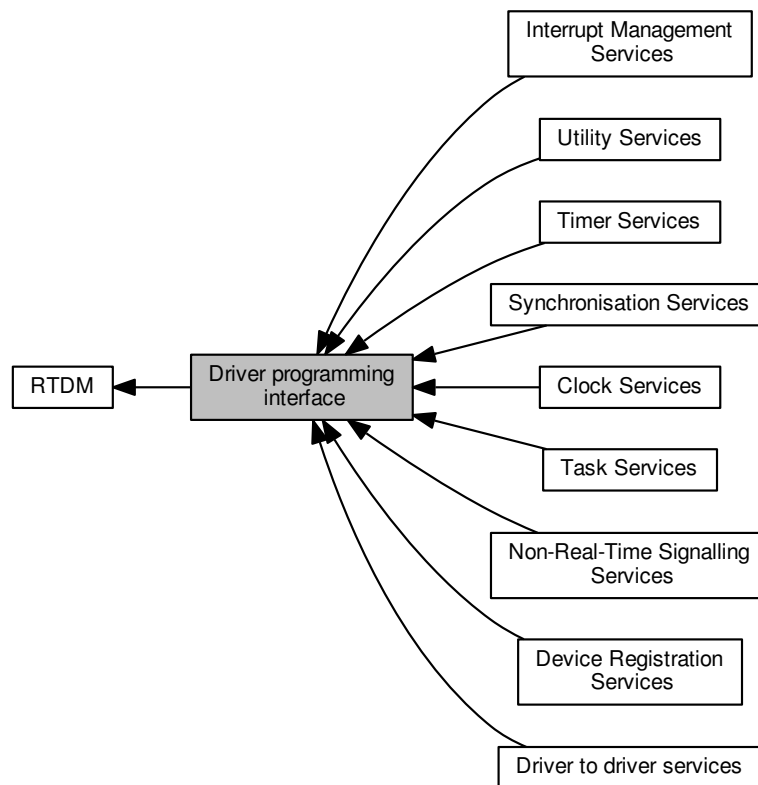 Interrupt Management
Services
Utility Services
Timer Services
Synchronisation Services
RTDM
Driver programming
interface
Clock Services
Task Services
Non-Real-Time Signalling
Services
Device Registration
Services
Driver to driver services